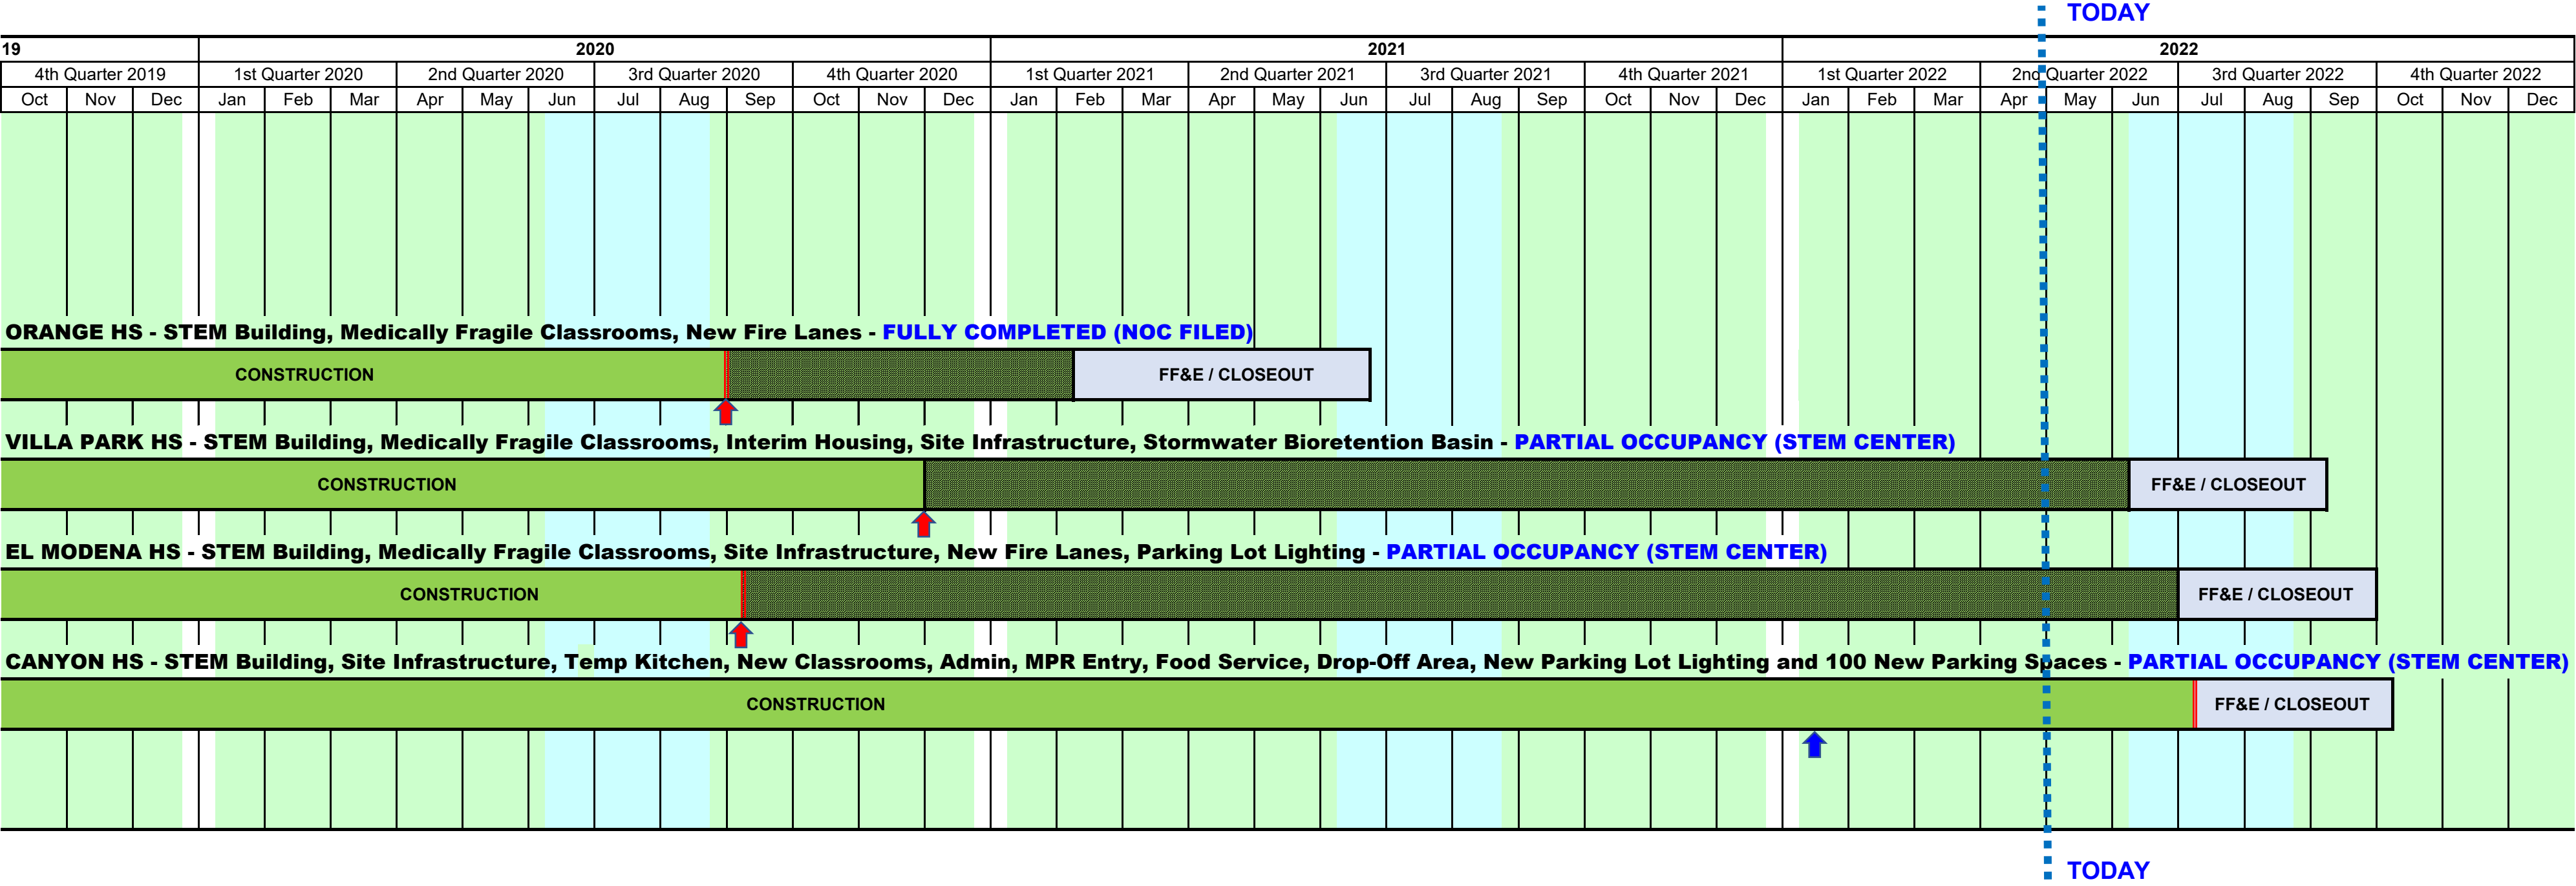 TODAY
19 2020 2021 2022
4th Quarter 2019 1st Quarter 2020 2nd Quarter 2020 3rd Quarter 2020 4th Quarter 2020 1st Quarter 2021 2nd Quarter 2021 3rd Quarter 2021 4th Quarter 2021 1st Quarter 2022 2nd Quarter 2022 3rd Quarter 2022 4th Quarter 2022
Oct Nov Dec Jan Feb Mar Apr May Jun Jul Aug Sep Oct Nov Dec Jan Feb Mar Apr May Jun Jul Aug Sep Oct Nov Dec Jan Feb Mar Apr May Jun Jul Aug Sep Oct Nov Dec
ORANGE HS - STEM Building, Medically Fragile Classrooms, New Fire Lanes - FULLY COMPLETED (NOC FILED)
CONSTRUCTION FF&E / CLOSEOUT
VILLA PARK HS - STEM Building, Medically Fragile Classrooms, Interim Housing, Site Infrastructure, Stormwater Bioretention Basin - PARTIAL OCCUPANCY (STEM CENTER)
CONSTRUCTION FF&E / CLOSEOUT
EL MODENA HS - STEM Building, Medically Fragile Classrooms, Site Infrastructure, New Fire Lanes, Parking Lot Lighting - PARTIAL OCCUPANCY (STEM CENTER)
CONSTRUCTION FF&E / CLOSEOUT
CANYON HS - STEM Building, Site Infrastructure, Temp Kitchen, New Classrooms, Admin, MPR Entry, Food Service, Drop-Off Area, New Parking Lot Lighting and 100 New Parking Spaces - PARTIAL OCCUPANCY (STEM CENTER)
CONSTRUCTION FF&E / CLOSEOUT
TODAY